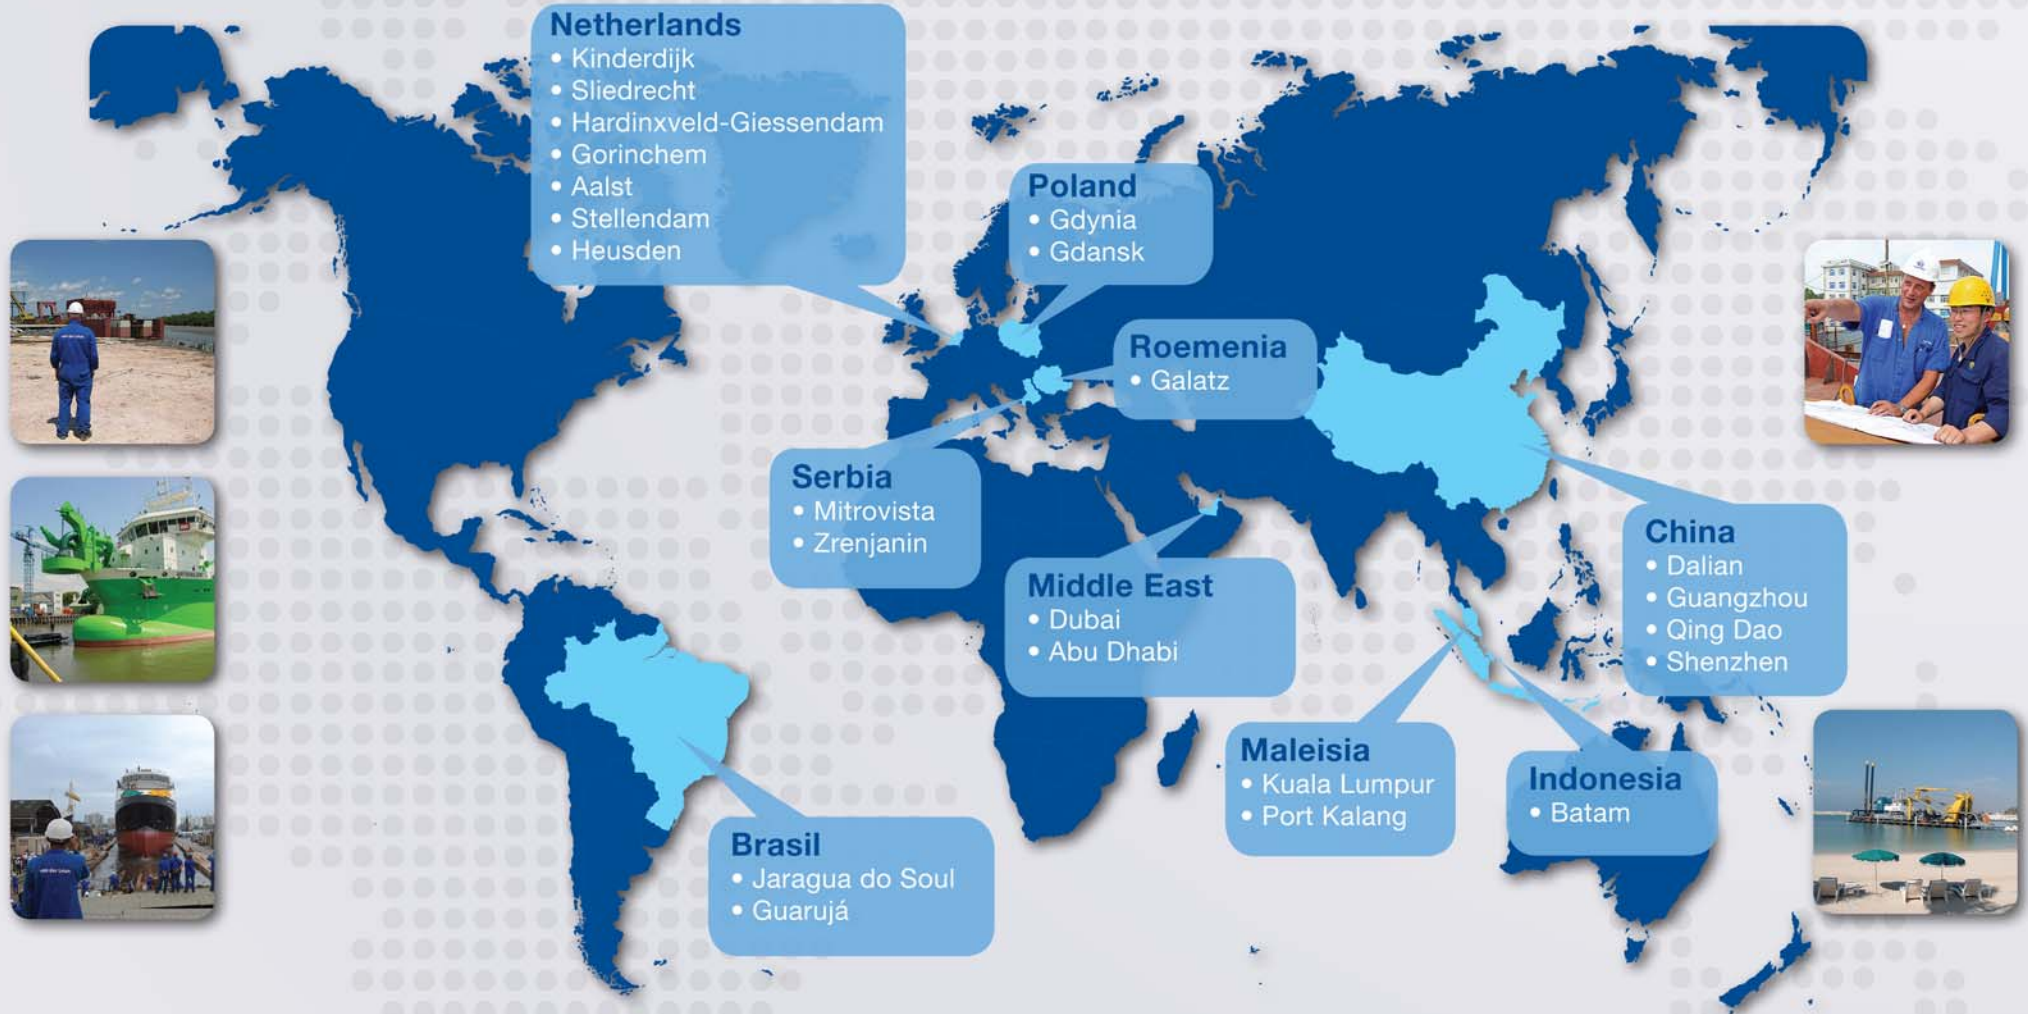 Netherlands
• Kinderdijk
• Sliedrecht
• Hardinxveld-Giessendam
• Gorinchem
• Aalst
• Stellendam
• Heusden
Poland
• Gdynia
• Gdansk
Roemenia
• Galatz
Serbia
• Mitrovista
• Zrenjanin
Middle East
• Dubai
• Abu Dhabi
China
• Dalian
• Guangzhou
• Qing Dao
• Shenzhen
Maleisia
• Kuala Lumpur
• Port Kalang
Indonesia
• Batam
Brasil
• Jaragua do Soul
• Guarujá